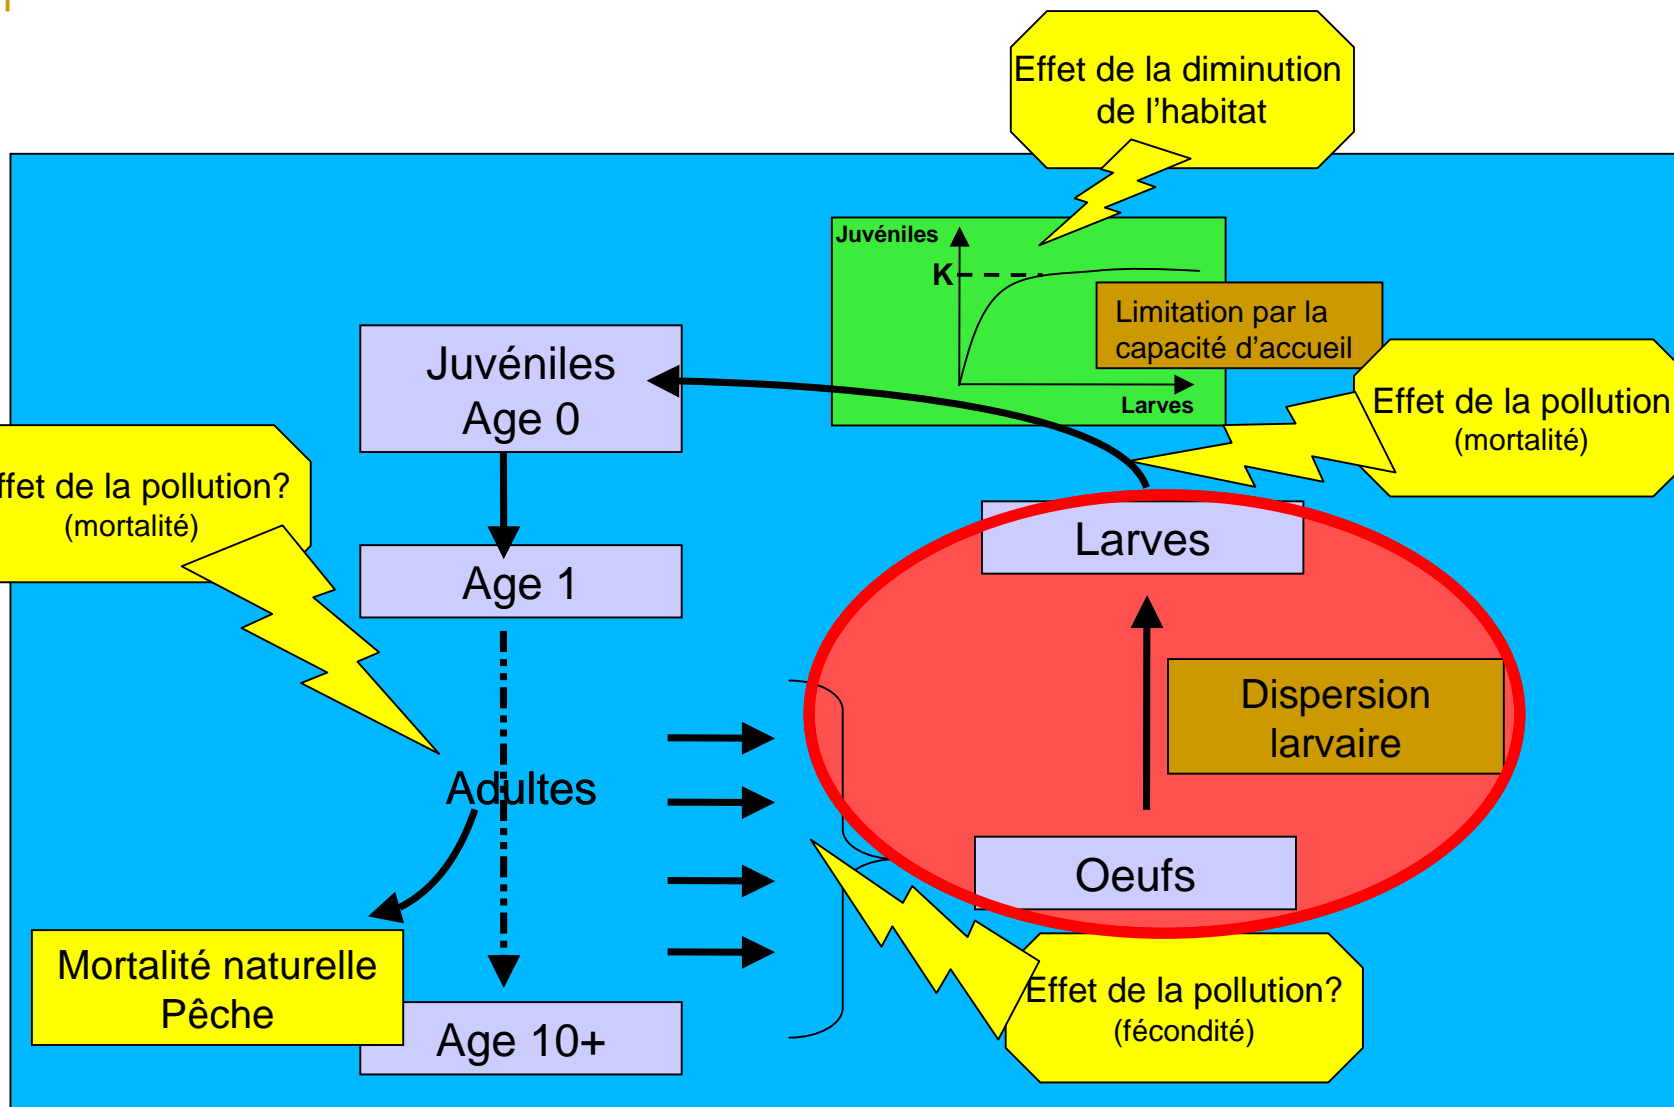 Effet de la diminution
de l'habitat
Juvéniles
K
Limitation par la
capacité d'accueil
Larves
Juvéniles
Age 0
Effet de la pollution
(mortalité)
ffet de la pollution?
(mortalité)
Larves
Age 1
Dispersion
larvaire
Adultes
Oeufs
Mortalité naturelle
Pêche
Effet de la pollution?
(fécondité)
Age 10+